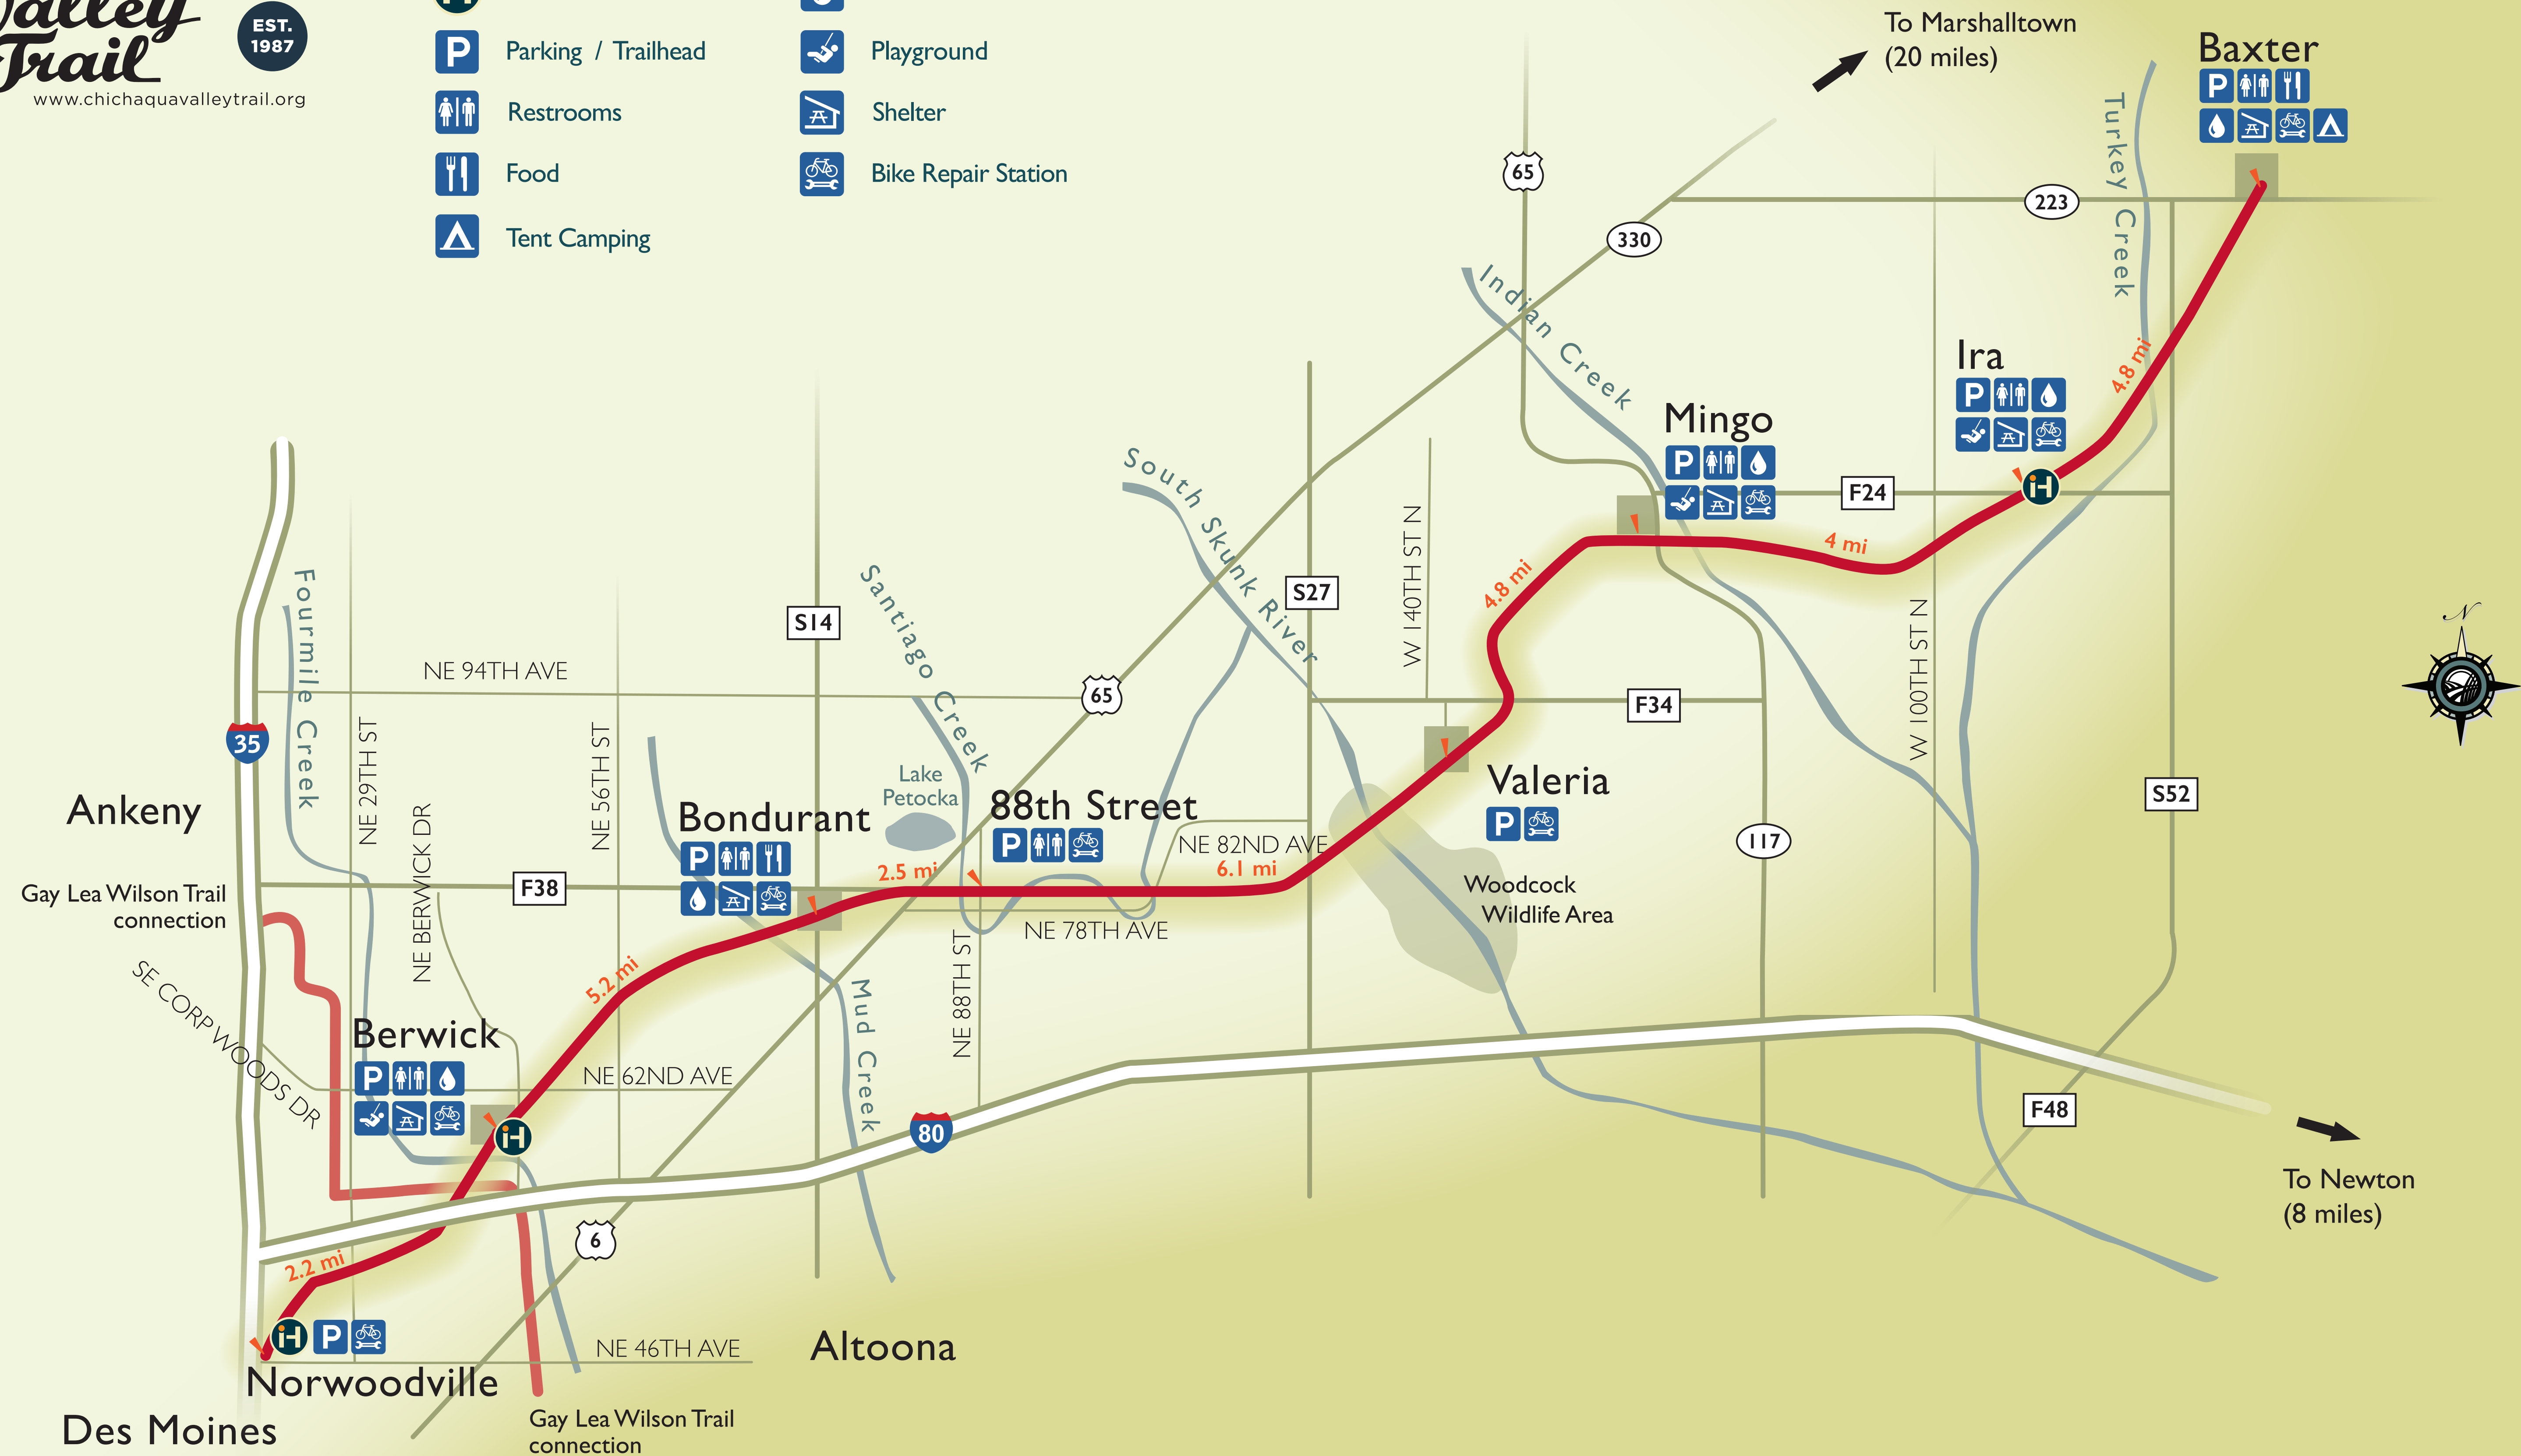 Valley
Trail
EST.
1987
www.chichaquavalleytrail.org
P
Parking / Trailhead
Restrooms
Food
Tent Camping
Playground
Shelter
Bike Repair Station
To Marshalltown
(20 miles)
Baxter
P
Turkey Creek
65
223
330
Indian Creek
Ira
P
4.8 mi
Mingo
P
F24
iH
4 mi
South Skunk River
S27
W 140TH ST N
4.8 mi
W 100TH ST N
N
Fourmile Creek
S14
Santiago Creek
NE 94TH AVE
65
F34
35
NE 29TH ST
NE 56TH ST
Ankeny
NE BERWICK DR
Bondurant
P
Lake
Petocka
88th Street
P
NE 82ND AVE
Valeria
P
S52
117
2.5 mi
6.1 mi
Gay Lea Wilson Trail
connection
F38
Woodcock
Wildlife Area
NE 78TH AVE
NE 88TH ST
SE CORP WOODS DR
5.2 mi
Mud Creek
Berwick
P
NE 62ND AVE
iH
80
F48
To Newton
(8 miles)
6
2.2 mi
iH
P
NE 46TH AVE
Altoona
Norwoodville
Des Moines
Gay Lea Wilson Trail
connection